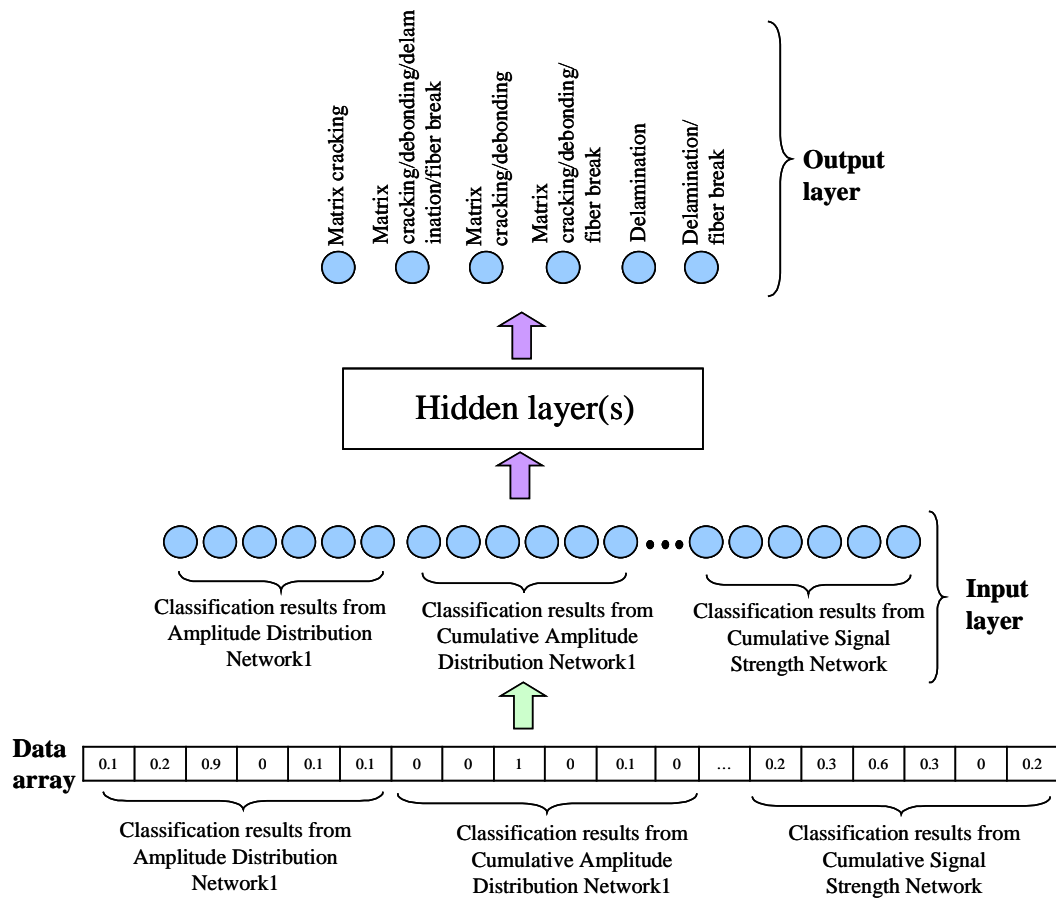 Matrix cracking
Matrix
cracking/debonding/delam
ination/fiber break
Matrix
cracking/debonding
Matrix
cracking/debonding/
fiber break
Delamination
Delamination/
fiber break
Output
layer
Hidden layer(s)
Classification results from
Amplitude Distribution
Network1
Classification results from
Cumulative Amplitude
Distribution Network1
Classification results from
Cumulative Signal
Strength Network
Input
layer
Data
array
0.1 0.2 0.9 0 0.1 0.1 0 0 1 0 0.1 0 ... 0.2 0.3 0.6 0.3 0 0.2
Classification results from
Amplitude Distribution
Network1
Classification results from
Cumulative Amplitude
Distribution Network1
Classification results from
Cumulative Signal
Strength Network